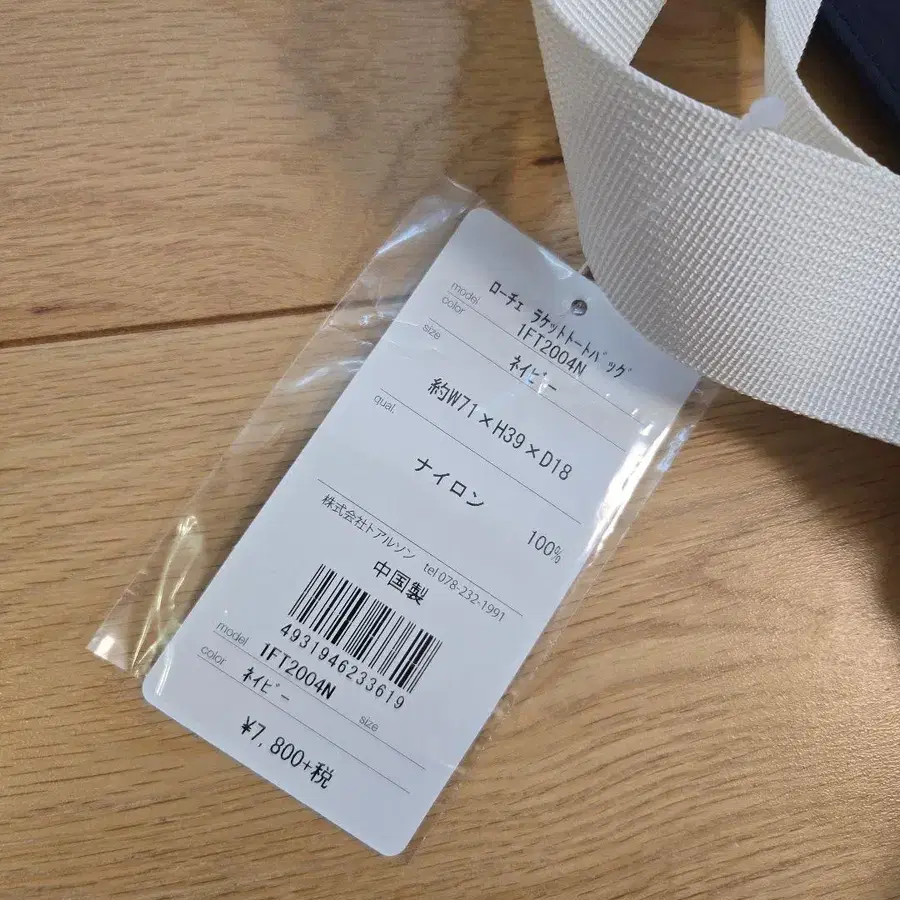 model ﾛｰﾁｪ ﾗｹｯﾄﾄｰﾄﾊﾞｯｸﾞ
1FT2004N
color ﾈｲﾋﾞｰ
size 約W71×H39×D18
qual.
ナイロン 100%
株式会社トアルソン tel 078-232-1991
中国製
4931946233619
model 1FT2004N
color ﾈｲﾋﾞｰ size
¥7,800+税